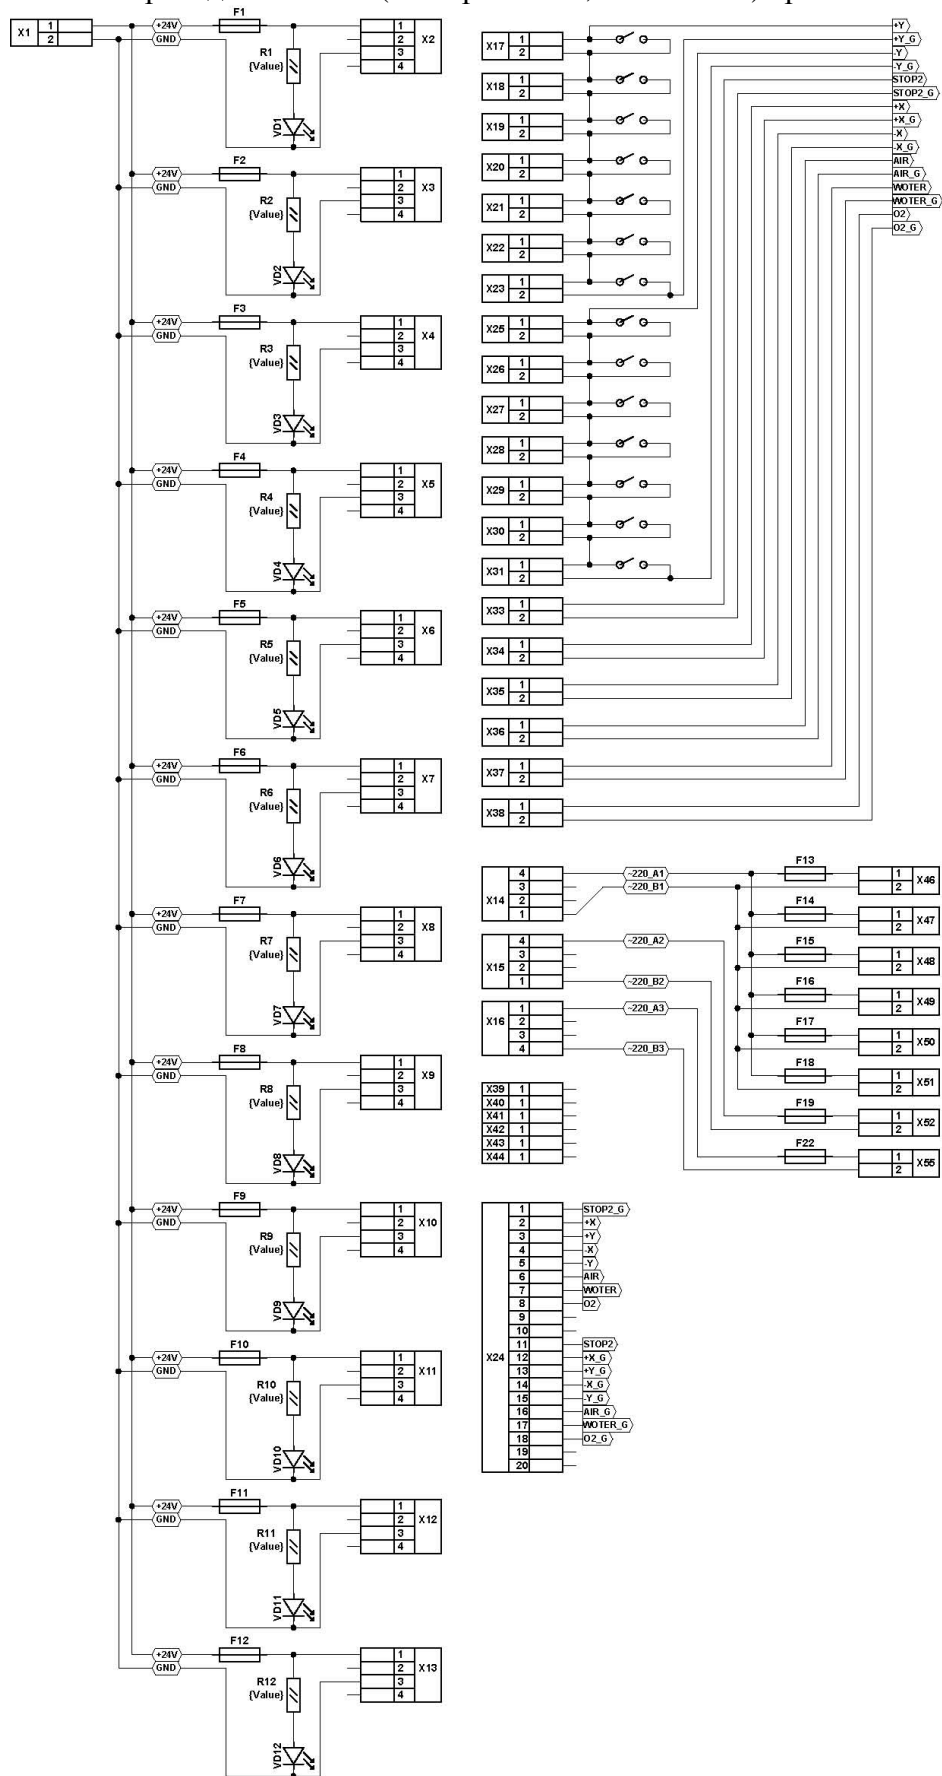 F1
X1 1 +24V 1
2 GND 2 X2
R1 3
{Value} 4
VD1
F2
+24V 1
GND 2 X3
R2 3
{Value} 4
VD2
F3
+24V 1
GND 2 X4
R3 3
{Value} 4
VD3
F4
+24V 1
GND 2 X5
R4 3
{Value} 4
VD4
F5
+24V 1
GND 2 X6
R5 3
{Value} 4
VD5
F6
+24V 1
GND 2 X7
R6 3
{Value} 4
VD6
F7
+24V 1
GND 2 X8
R7 3
{Value} 4
VD7
F8
+24V 1
GND 2 X9
R8 3
{Value} 4
VD8
F9
+24V 1
GND 2 X10
R9 3
{Value} 4
VD9
F10
+24V 1
GND 2 X11
R10 3
{Value} 4
VD10
F11
+24V 1
GND 2 X12
R11 3
{Value} 4
VD11
F12
+24V 1
GND 2 X13
R12 3
{Value} 4
VD12
X17 1
2
X18 1
2
X19 1
2
X20 1
2
X21 1
2
X22 1
2
X23 1
2
X25 1
2
X26 1
2
X27 1
2
X28 1
2
X29 1
2
X30 1
2
X31 1
2
X33 1
2
X34 1
2
X35 1
2
X36 1
2
X37 1
2
X38 1
2
+Y
+Y_G
-Y
-Y_G
STOP2
STOP2_G
+X
+X_G
-X
-X_G
AIR
AIR_G
WOTER
WOTER_G
O2
O2_G
X14 4 ~220_A1
3 ~220_B1
2
1
X15 4 ~220_A2
3
2
1 ~220_B2
X16 1 ~220_A3
2
3
4 ~220_B3
F13 1 X46
2
F14 1 X47
2
F15 1 X48
2
F16 1 X49
2
F17 1 X50
2
F18 1 X51
2
F19 1 X52
2
F22 1 X55
2
X39 1
X40 1
X41 1
X42 1
X43 1
X44 1
X24
1 STOP2_G
2 +X
3 +Y
4 -X
5 -Y
6 AIR
7 WOTER
8 O2
9
10
11 STOP2
12 +X_G
13 +Y_G
14 -X_G
15 -Y_G
16 AIR_G
17 WOTER_G
18 O2_G
19
20